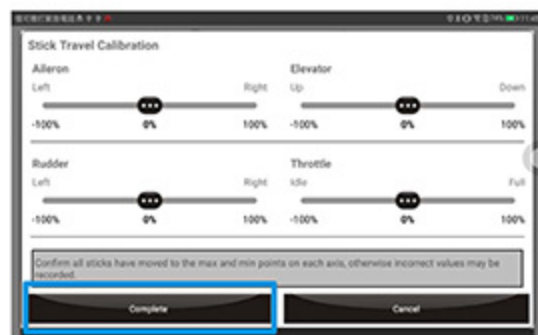 Stick Travel Calibration
Aileron Elevator
Left Right Up Down
-100% 0% 100% -100% 0% 100%
Rudder Throttle
Left Right Idle Full
-100% 0% 100% -100% 0% 100%
Confirm all sticks have moved to the max and min points on each axis, otherwise incorrect values may be
recorded.
Complete Cancel